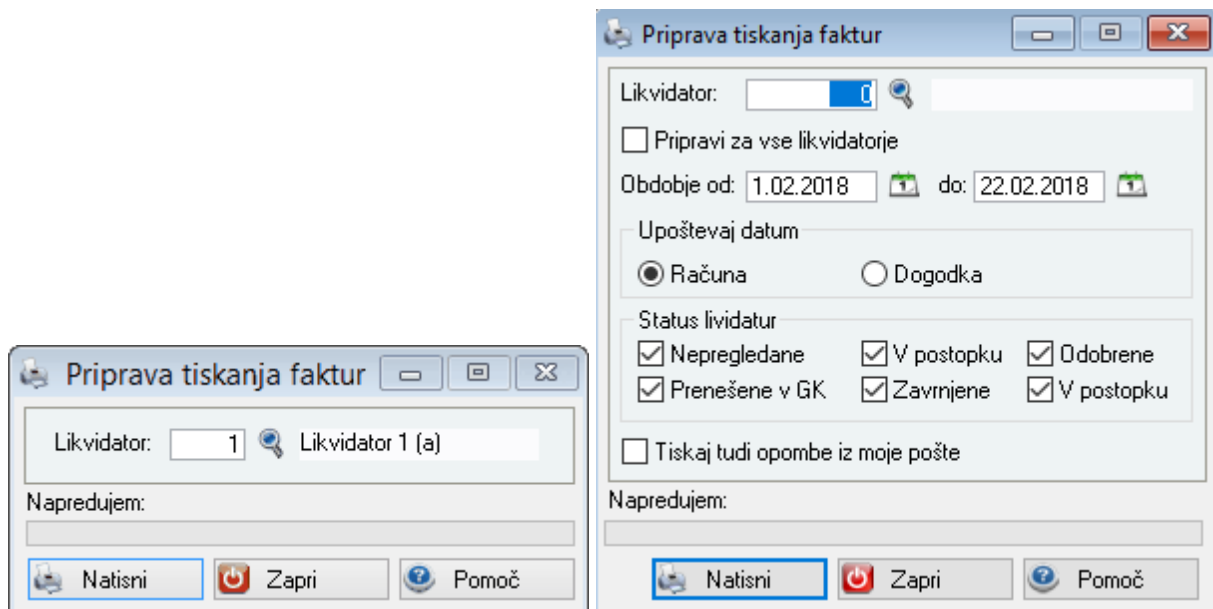 Priprava tiskanja faktur
Likvidator: 1 Likvidator 1 (a)
Napredujem:
Natisni Zapri Pomoč
Priprava tiskanja faktur
Likvidator: 0
Pripravi za vse likvidatorje
Obdobje od: 1.02.2018 do: 22.02.2018
Upoštevaj datum
Računa Dogodka
Status lividatur
Nepregledane V postopku Odobrene
Prenešene v GK Zavrnjene V postopku
Tiskaj tudi opombe iz moje pošte
Napredujem:
Natisni Zapri Pomoč